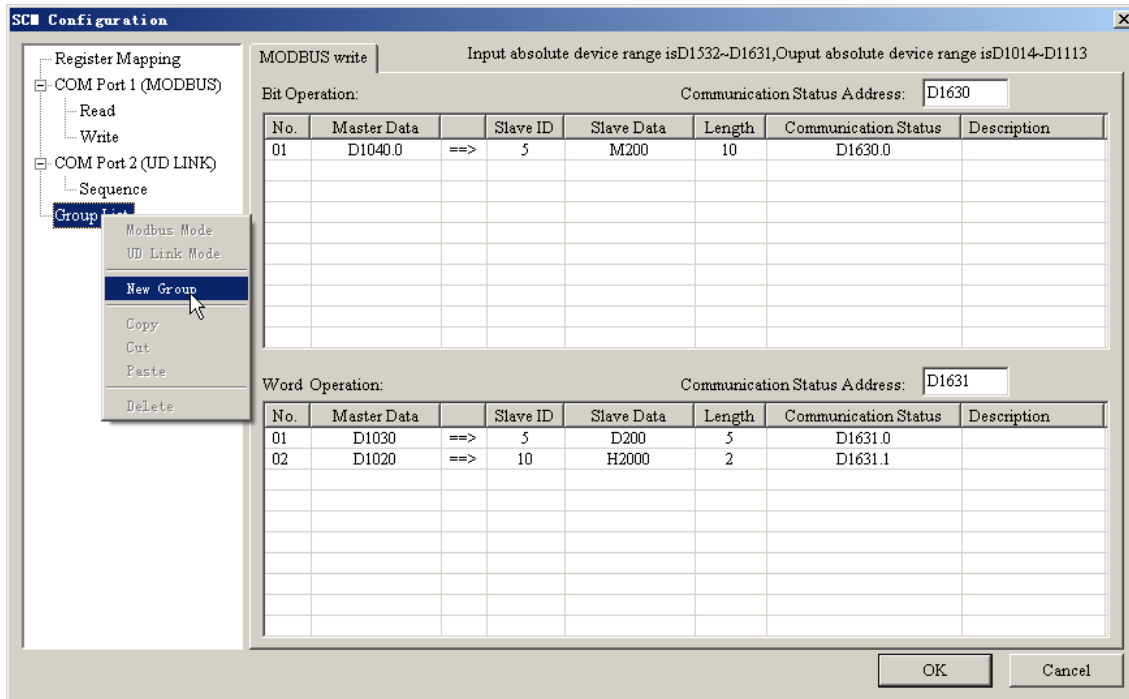 SCM Configuration
Register Mapping
COM Port 1 (MODBUS)
Read
Write
COM Port 2 (UD LINK)
Sequence
Group List
Modbus Mode
UD Link Mode
New Group
Copy
Cut
Paste
Delete
MODBUS write
Input absolute device range isD1532~D1631,Ouput absolute device range isD1014~D1113
Bit Operation: Communication Status Address: D1630
No. Master Data Slave ID Slave Data Length Communication Status Description
01 D1040.0 ==> 5 M200 10 D1630.0
Word Operation: Communication Status Address: D1631
No. Master Data Slave ID Slave Data Length Communication Status Description
01 D1030 ==> 5 D200 5 D1631.0
02 D1020 ==> 10 H2000 2 D1631.1
OK Cancel